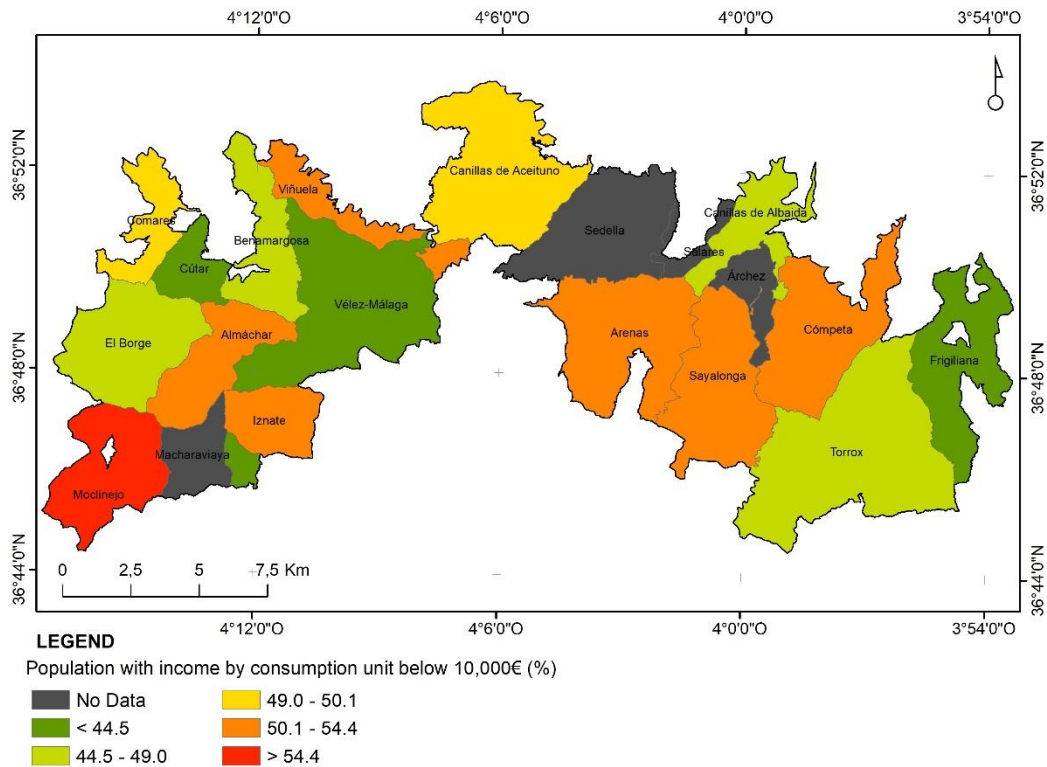 4°12'0"O 4°6'0"O 4°0'0"O 3°54'0"O
36°52'0"N
36°52'0"N
Canillas de Aceituno
Viñuela
Comares
Canillas de Albaida
Benamargosa
Sedella
Salares
Cútar
Árchez
Vélez-Málaga
Almáchar
Arenas
Cómpeta
El Borge
Frigiliana
36°48'0"N
36°48'0"N
Sayalonga
Iznate
Torrox
Macharaviaya
Moclinejo
36°44'0"N
36°44'0"N
0 2,5 5 7,5 Km
4°12'0"O 4°6'0"O 4°0'0"O 3°54'0"O
LEGEND
Population with income by consumption unit below 10,000€ (%)
No Data 49.0 - 50.1
< 44.5 50.1 - 54.4
44.5 - 49.0 > 54.4